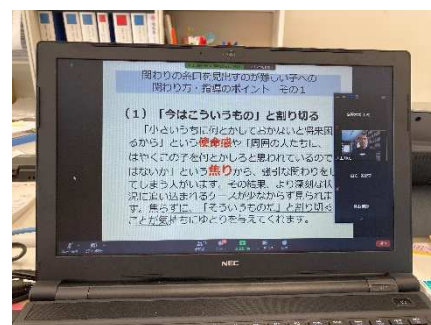 関わりの糸口を見出すのが難しい子への
関わり方・指導のポイント その1
(1)「今はこういうもの」と割り切る
「小というちに何とかしておかないと将来困
るから」という使命感や「周囲の人たちに、
はやくこの子を何とかしろと思われているので
はないか」という焦りから、強引な関わりをし
てしまう人がいます。その結果、より深刻な状
況に追い込まれるケースが少なからず見られま
す。焦らずに、「そういうものだ」と割り切る
ことが気持ちにゆとりを与えてくれます。
NEC